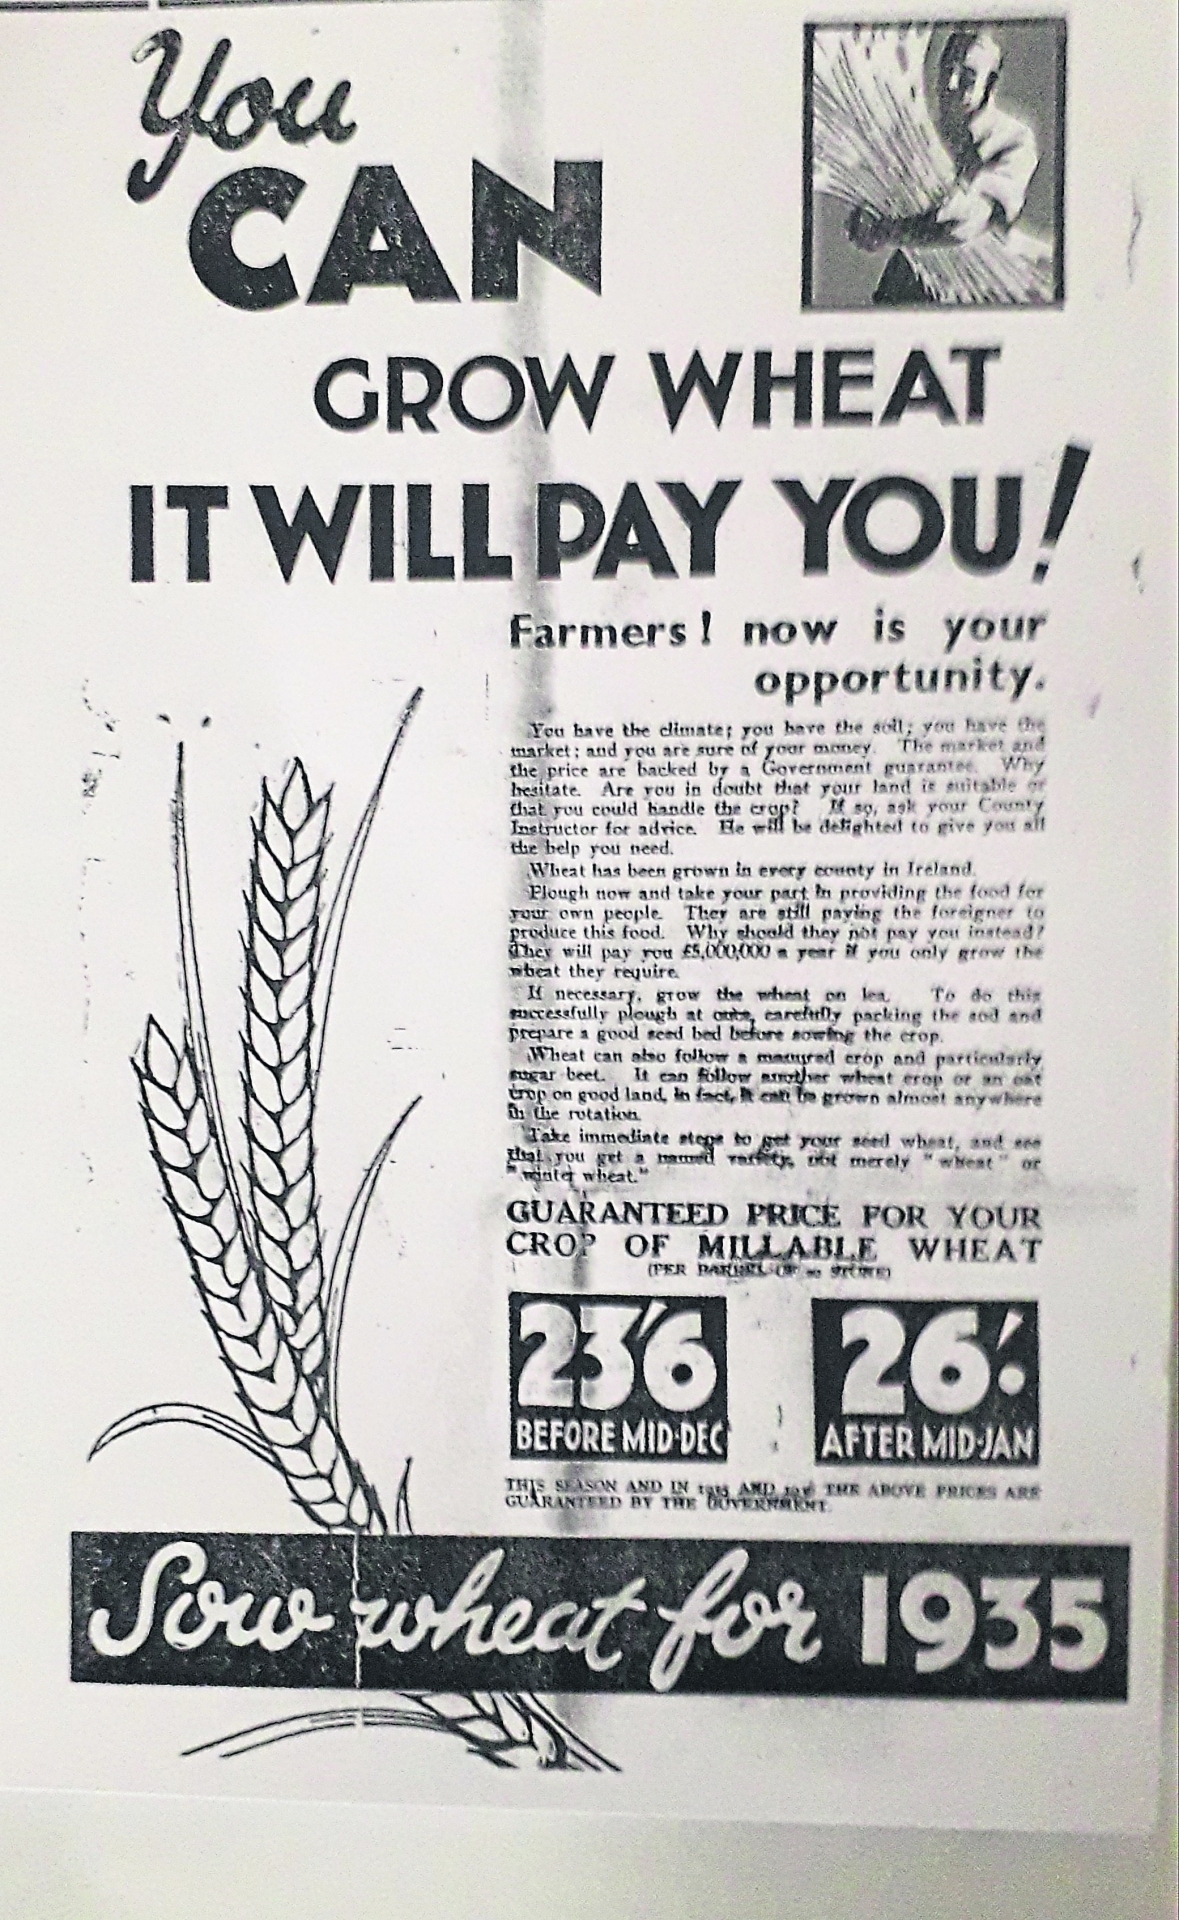 You
CAN
GROW WHEAT
IT WILL PAY YOU!
Farmers! now is your
opportunity.
You have the climate; you have the soil; you have the
market; and you are sure of your money. The market and
the price are backed by a Government guarantee. Why
hesitate. Are you in doubt that your land is suitable or
that you could handle the crop? If so, ask your County
Instructor for advice. He will be delighted to give you all
the help you need.
Wheat has been grown in every county in Ireland.
Plough now and take your part in providing the food for
your own people. They are still paying the foreigner to
produce this food. Why should they not pay you instead?
They will pay you £5,000,000 a year if you only grow the
wheat they require.
If necessary, grow the wheat on lea. To do this
successfully plough at once, carefully packing the sod and
prepare a good seed bed before sowing the crop.
Wheat can also follow a manured crop and particularly
sugar beet. It can follow another wheat crop or an oat
crop on good land, in fact, it can be grown almost anywhere
in the rotation.
Take immediate steps to get your seed wheat, and see
that you get a named variety, not merely "wheat" or
"winter wheat."
GUARANTEED PRICE FOR YOUR
CROP OF MILLABLE WHEAT
(PER BARREL OF STONE)
23'6
BEFORE MID-DEC
26'-
AFTER MID-JAN
THIS SEASON AND IN 1935 AND THE ABOVE PRICES ARE
GUARANTEED BY THE GOVERNMENT.
Sow wheat for 1935